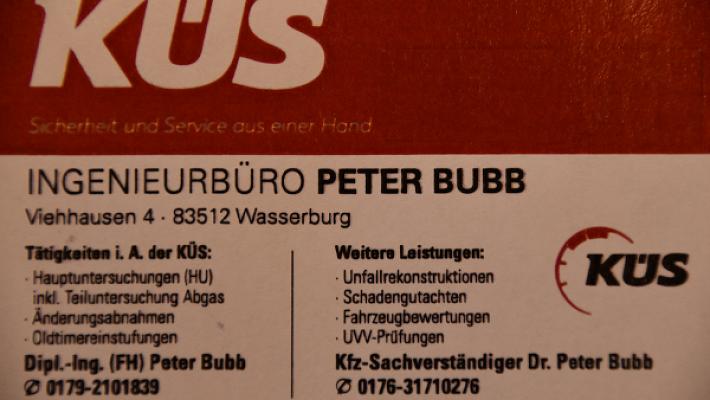 KÜS
Sicherheit und Service aus einer Hand
INGENIEURBÜRO PETER BUBB
Viehhausen 4 · 83512 Wasserburg
Tätigkeiten i. A. der KÜS:
· Hauptuntersuchungen (HU)
inkl. Teiluntersuchung Abgas
· Änderungsabnahmen
· Oldtimereinstufungen
Dipl.-Ing. (FH) Peter Bubb
✆ 0179-2101839
Weitere Leistungen:
· Unfallrekonstruktionen
· Schadengutachten
· Fahrzeugbewertungen
· UVV-Prüfungen
Kfz-Sachverständiger Dr. Peter Bubb
✆ 0176-31710276
KÜS